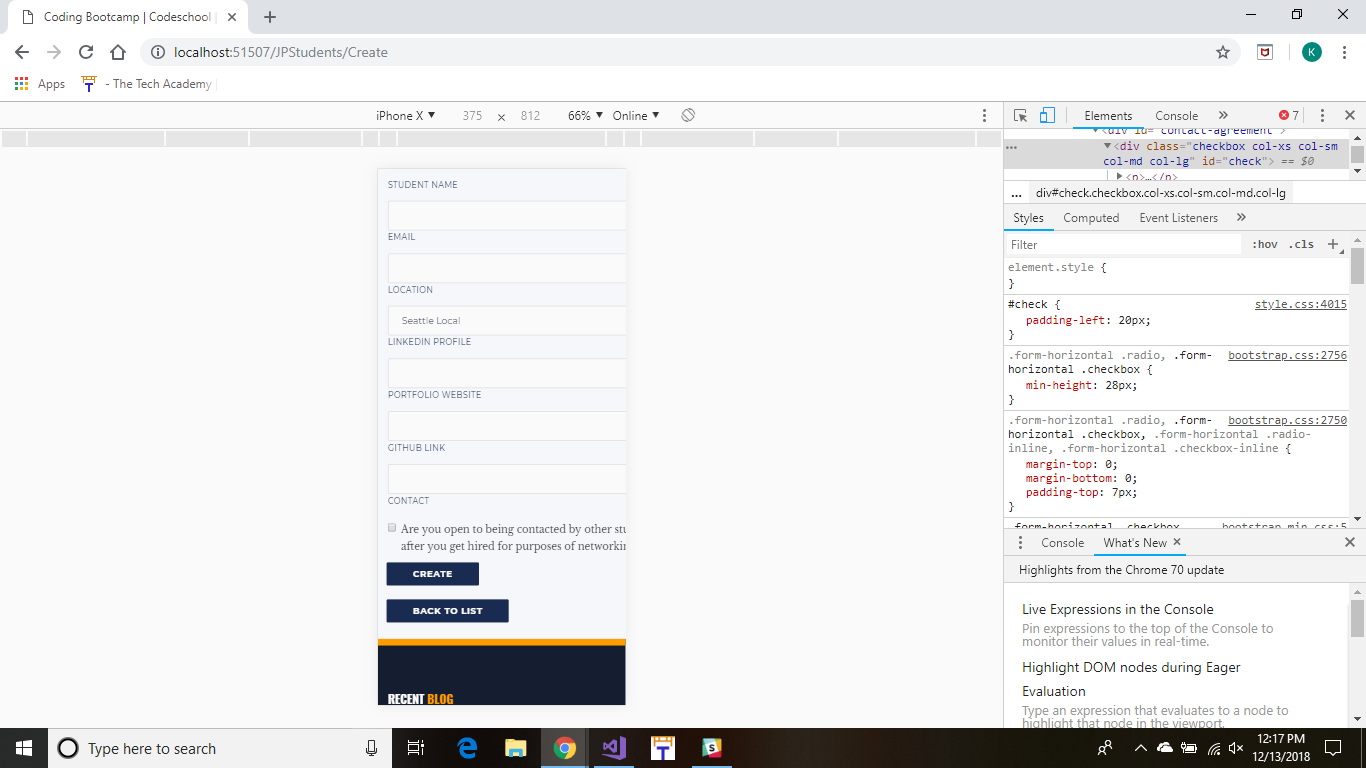 Coding Bootcamp | Codeschool |
localhost:51507/JPStudents/Create
K
Apps
T
- The Tech Academy
iPhone X ▼ 375 × 812 66% ▼ Online ▼
STUDENT NAME
EMAIL
LOCATION
Seattle Local
LINKEDIN PROFILE
PORTFOLIO WEBSITE
GITHUB LINK
CONTACT
Are you open to being contacted by other stu
after you get hired for purposes of networkin
CREATE
BACK TO LIST
RECENT BLOG
Elements Console » 7
<div id="contact-agreement">
... ▼<div class="checkbox col-xs col-sm
col-md col-lg" id="check"> == $0
▶<p>…</p>
... div#check.checkbox.col-xs.col-sm.col-md.col-lg
Styles Computed Event Listeners »
Filter :hov .cls +
element.style {
}
#check { style.css:4015
padding-left: 20px;
}
.form-horizontal .radio, .form- bootstrap.css:2756
horizontal .checkbox {
min-height: 28px;
}
.form-horizontal .radio, .form- bootstrap.css:2750
horizontal .checkbox, .form-horizontal .radio-
inline, .form-horizontal .checkbox-inline {
margin-top: 0;
margin-bottom: 0;
padding-top: 7px;
}
.form-horizontal .checkbox bootstrap.min.css:5
Console What's New ×
Highlights from the Chrome 70 update
Live Expressions in the Console
Pin expressions to the top of the Console to
monitor their values in real-time.
Highlight DOM nodes during Eager
Evaluation
Type an expression that evaluates to a node to
highlight that node in the viewport.
Type here to search
12:17 PM
12/13/2018